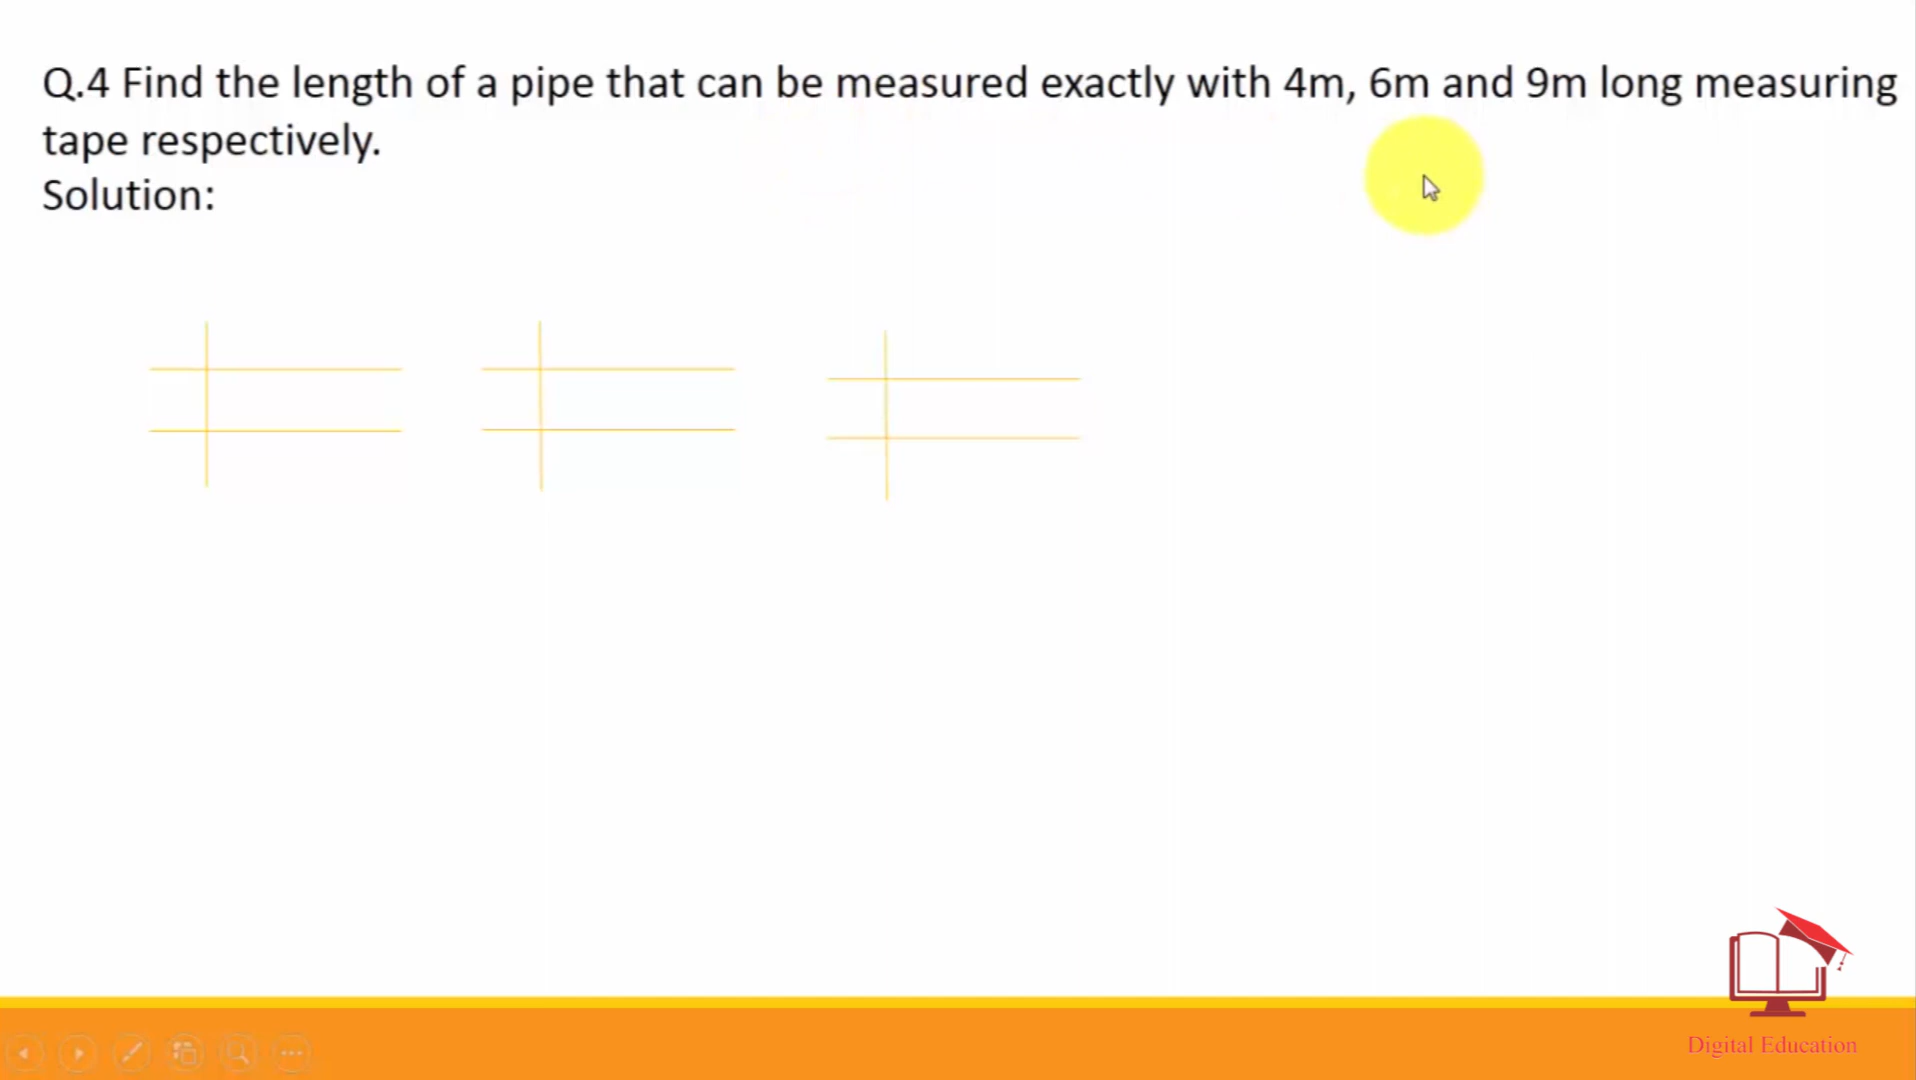 Q.4 Find the length of a pipe that can be measured exactly with 4m, 6m and 9m long measuring
tape respectively.
Solution:
Digital Education